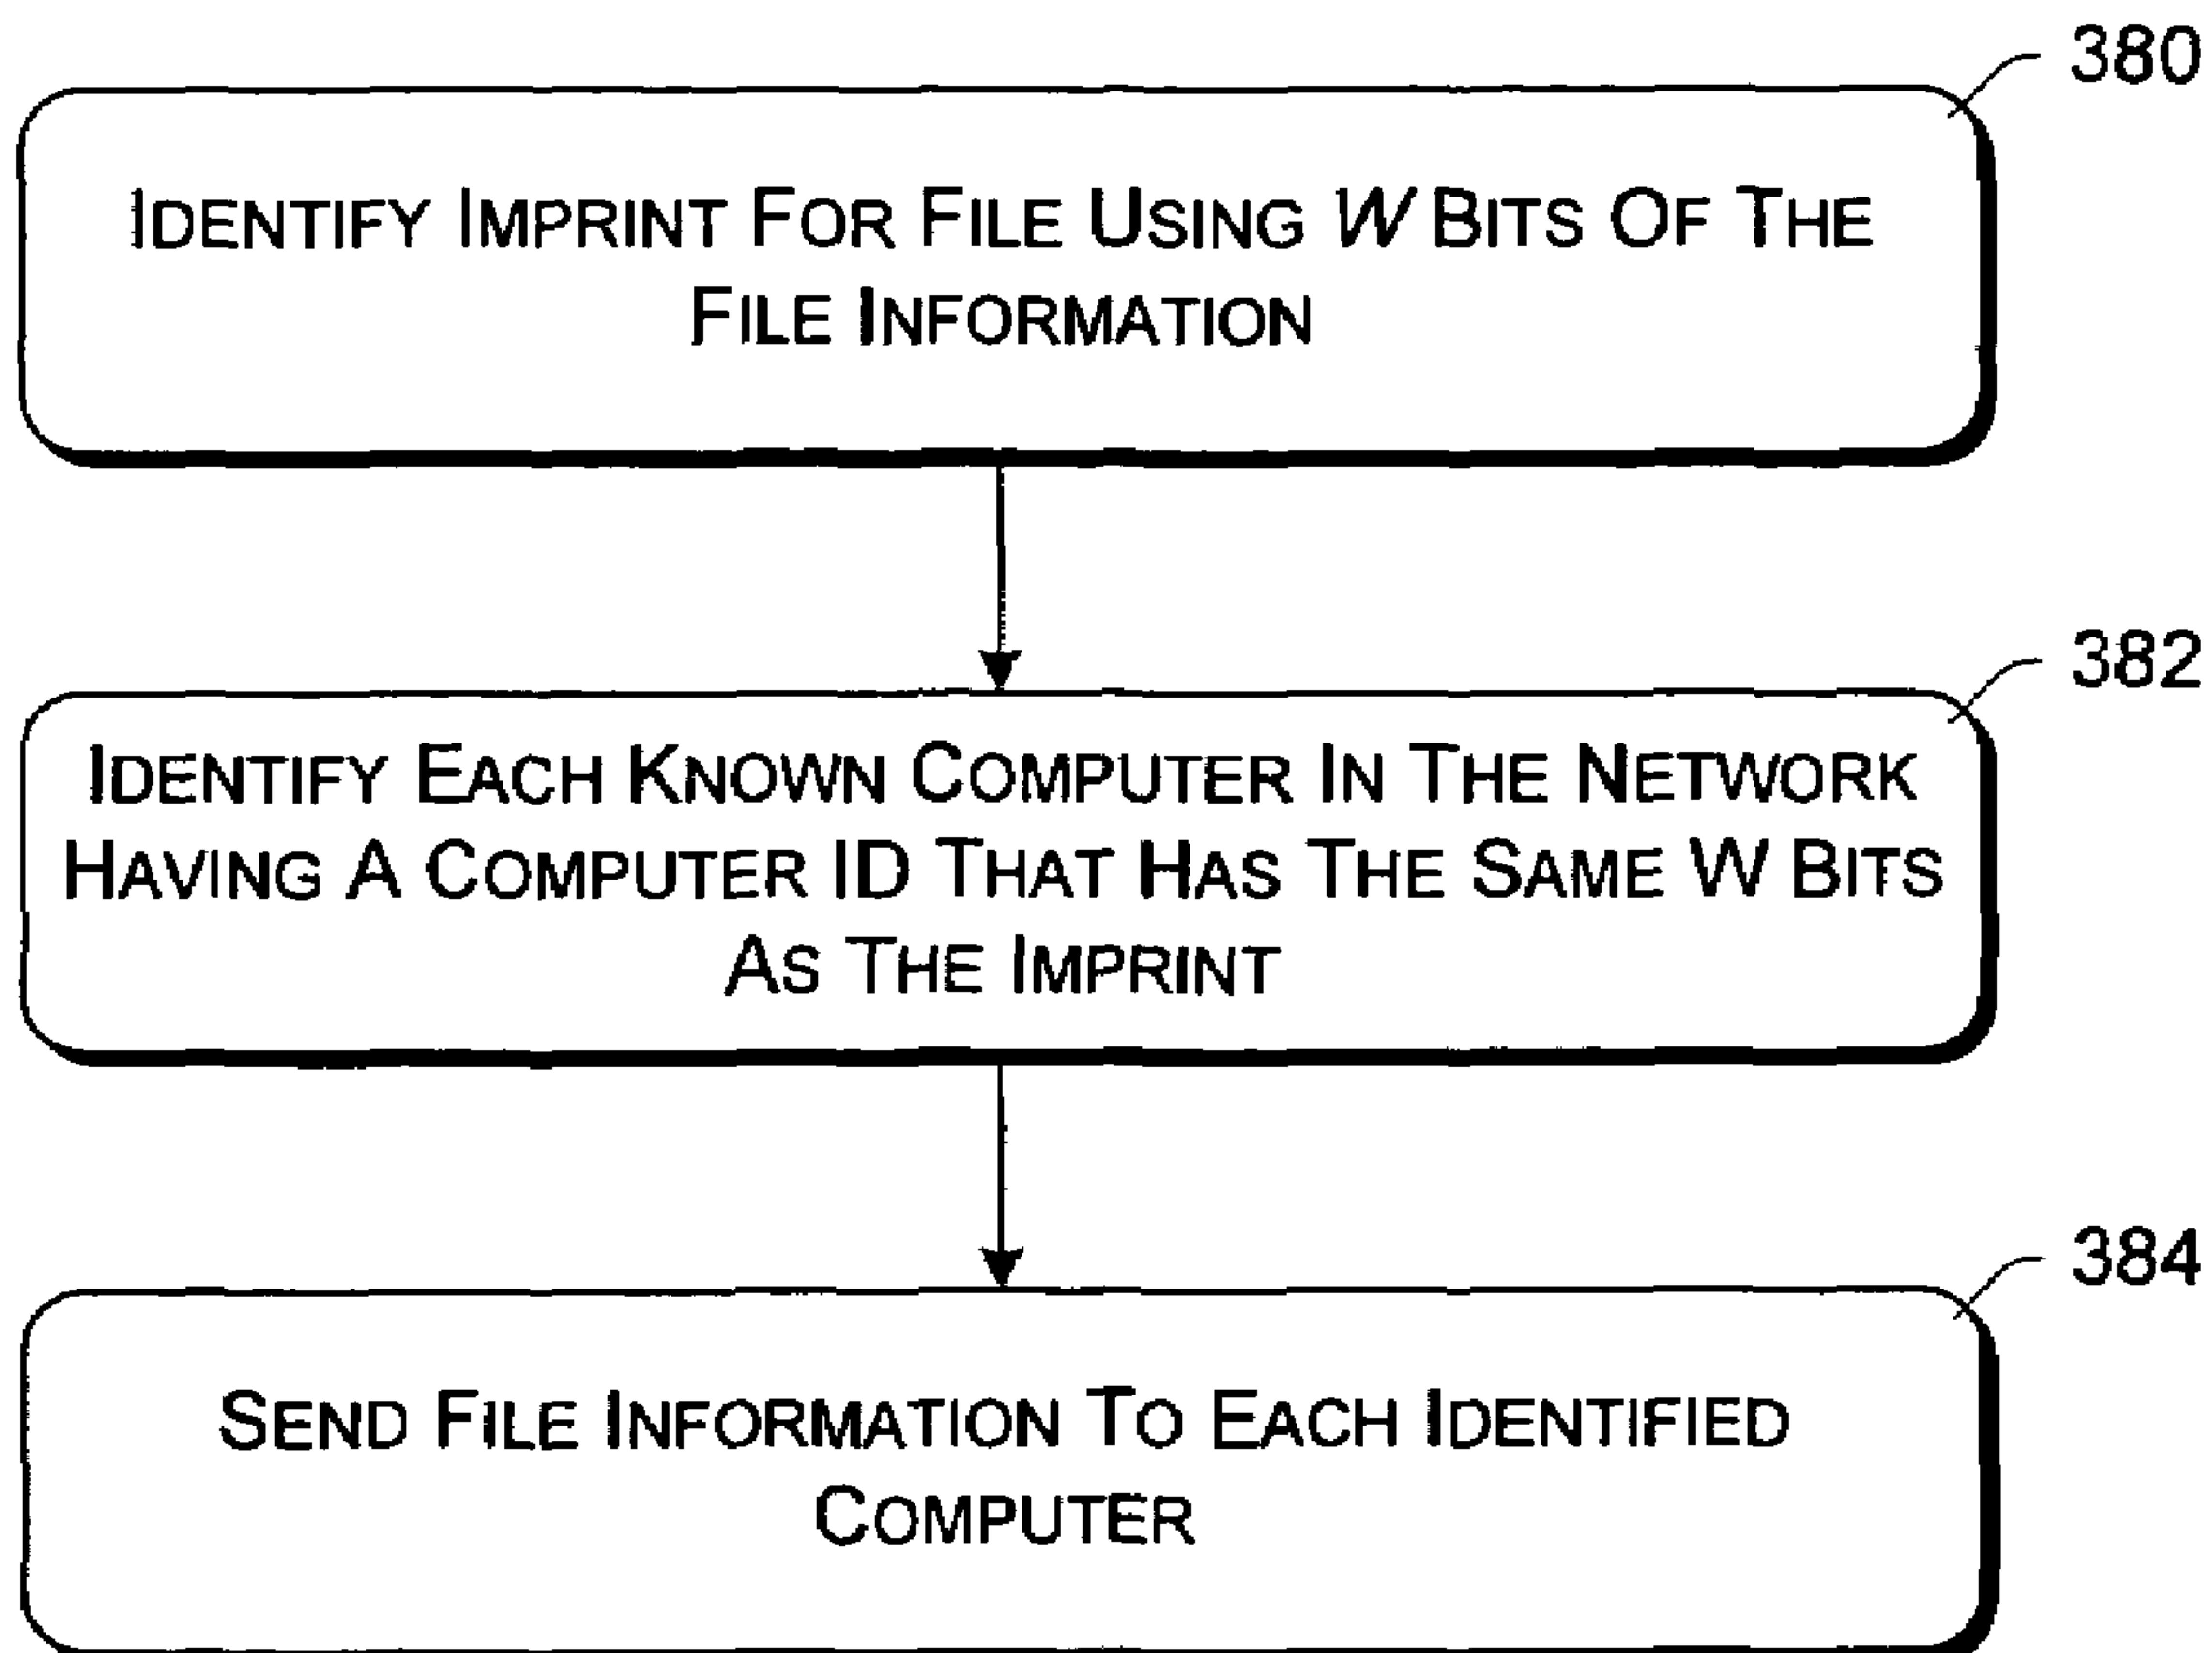 380
IDENTIFY IMPRINT FOR FILE USING W BITS OF THE
FILE INFORMATION
382
IDENTIFY EACH KNOWN COMPUTER IN THE NETWORK
HAVING A COMPUTER ID THAT HAS THE SAME W BITS
AS THE IMPRINT
384
SEND FILE INFORMATION TO EACH IDENTIFIED
COMPUTER